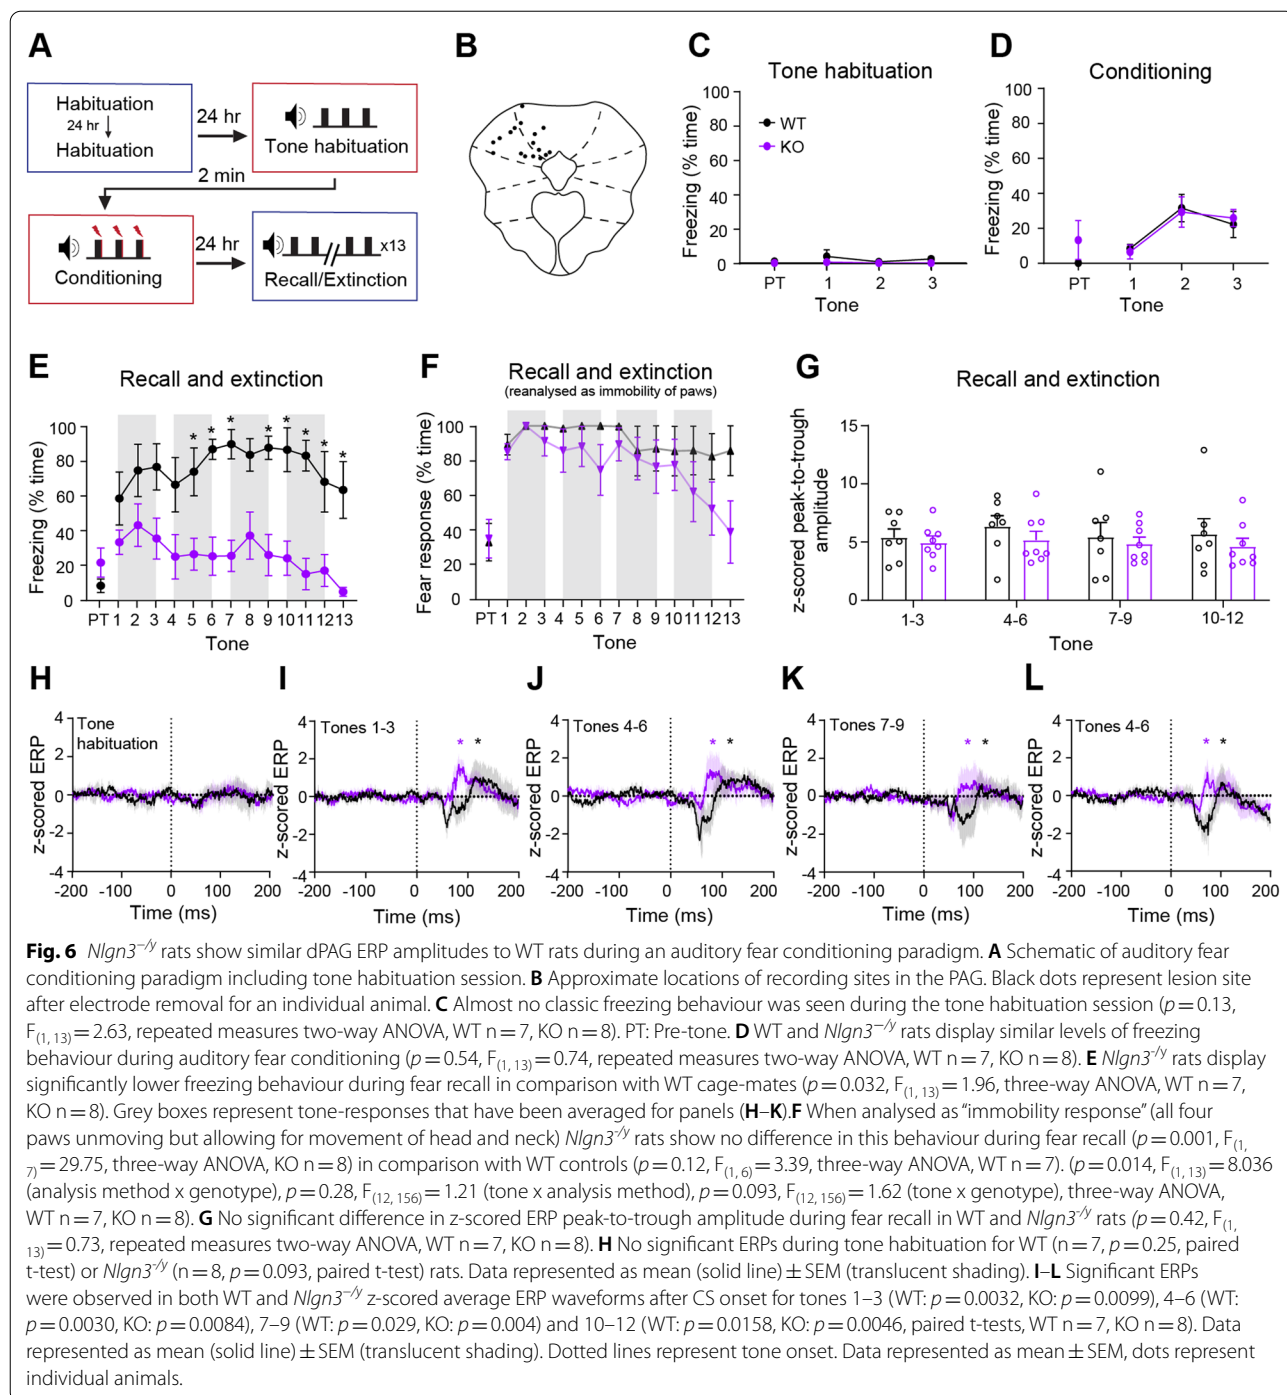 A
Habituation
24 hr
Habituation
24 hr
Tone habituation
2 min
Conditioning
24 hr
x13
Recall/Extinction
B
C
Tone habituation
Freezing (% time)
100
80
60
40
20
0
WT
KO
PT 1 2 3
Tone
D
Conditioning
Freezing (% time)
100
80
60
40
20
0
PT 1 2 3
Tone
E
Recall and extinction
Freezing (% time)
100
80
60
40
20
0
* * * * * * * *
PT 1 2 3 4 5 6 7 8 9 10 11 12 13
Tone
F
Recall and extinction
(reanalysed as immobility of paws)
Fear response (% time)
100
80
60
40
20
0
PT 1 2 3 4 5 6 7 8 9 10 11 12 13
Tone
G
Recall and extinction
z-scored peak-to-trough
amplitude
15
10
5
0
1-3 4-6 7-9 10-12
Tone
H
z-scored ERP
4
2
0
-2
-4
Tone
habituation
-200 -100 0 100 200
Time (ms)
I
z-scored ERP
4
2
0
-2
-4
Tones 1-3
* *
-200 -100 0 100 200
Time (ms)
J
z-scored ERP
4
2
0
-2
-4
Tones 4-6
* *
-200 -100 0 100 200
Time (ms)
K
z-scored ERP
4
2
0
-2
-4
Tones 7-9
* *
-200 -100 0 100 200
Time (ms)
L
z-scored ERP
4
2
0
-2
-4
Tones 4-6
* *
-200 -100 0 100 200
Time (ms)
Fig. 6 Nlgn3−/y rats show similar dPAG ERP amplitudes to WT rats during an auditory fear conditioning paradigm. A Schematic of auditory fear
conditioning paradigm including tone habituation session. B Approximate locations of recording sites in the PAG. Black dots represent lesion site
after electrode removal for an individual animal. C Almost no classic freezing behaviour was seen during the tone habituation session (p = 0.13,
F(1, 13) = 2.63, repeated measures two-way ANOVA, WT n = 7, KO n = 8). PT: Pre-tone. D WT and Nlgn3−/y rats display similar levels of freezing
behaviour during auditory fear conditioning (p = 0.54, F(1, 13) = 0.74, repeated measures two-way ANOVA, WT n = 7, KO n = 8). E Nlgn3−/y rats display
significantly lower freezing behaviour during fear recall in comparison with WT cage-mates (p = 0.032, F(1, 13) = 1.96, three-way ANOVA, WT n = 7,
KO n = 8). Grey boxes represent tone-responses that have been averaged for panels (H–K).F When analysed as “immobility response” (all four
paws unmoving but allowing for movement of head and neck) Nlgn3−/y rats show no difference in this behaviour during fear recall (p = 0.001, F(1,
7) = 29.75, three-way ANOVA, KO n = 8) in comparison with WT controls (p = 0.12, F(1, 6) = 3.39, three-way ANOVA, WT n = 7). (p = 0.014, F(1, 13) = 8.036
(analysis method x genotype), p = 0.28, F(12, 156) = 1.21 (tone x analysis method), p = 0.093, F(12, 156) = 1.62 (tone x genotype), three-way ANOVA,
WT n = 7, KO n = 8). G No significant difference in z-scored ERP peak-to-trough amplitude during fear recall in WT and Nlgn3−/y rats (p = 0.42, F(1,
13) = 0.73, repeated measures two-way ANOVA, WT n = 7, KO n = 8). H No significant ERPs during tone habituation for WT (n = 7, p = 0.25, paired
t-test) or Nlgn3−/y (n = 8, p = 0.093, paired t-test) rats. Data represented as mean (solid line) ± SEM (translucent shading). I–L Significant ERPs
were observed in both WT and Nlgn3−/y z-scored average ERP waveforms after CS onset for tones 1–3 (WT: p = 0.0032, KO: p = 0.0099), 4–6 (WT:
p = 0.0030, KO: p = 0.0084), 7–9 (WT: p = 0.029, KO: p = 0.004) and 10–12 (WT: p = 0.0158, KO: p = 0.0046, paired t-tests, WT n = 7, KO n = 8). Data
represented as mean (solid line) ± SEM (translucent shading). Dotted lines represent tone onset. Data represented as mean ± SEM, dots represent
individual animals.